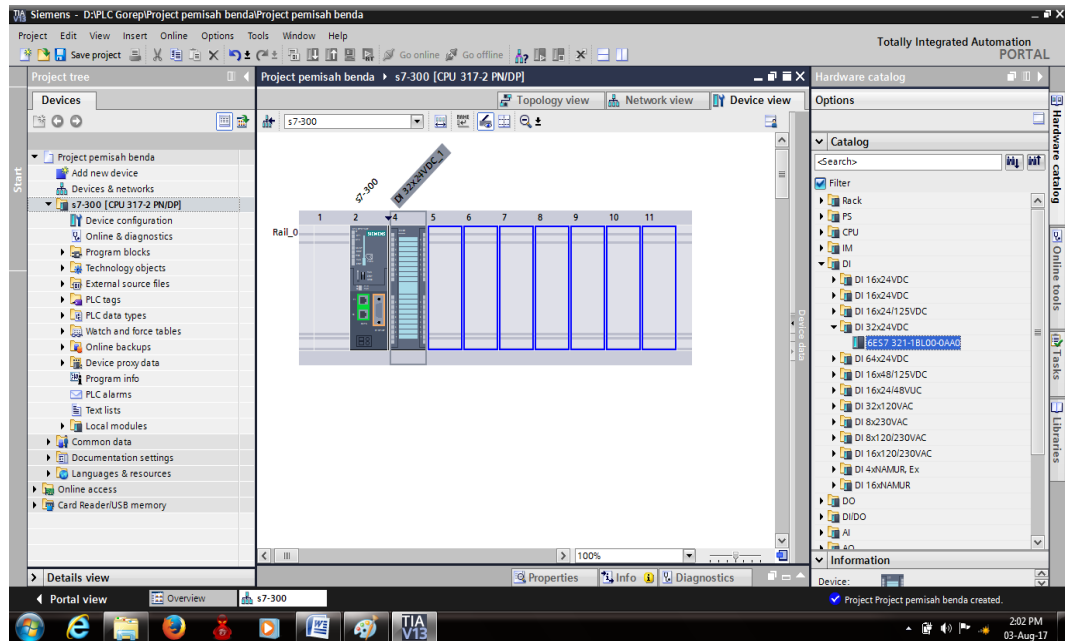 Siemens - D:\PLC Gorep\Project pemisah benda\Project pemisah benda
Project Edit View Insert Online Options Tools Window Help
Totally Integrated Automation
PORTAL
Save project Go online Go offline
Project tree
Project pemisah benda s7-300 [CPU 317-2 PN/DP]
Hardware catalog
Devices
Topology view Network view Device view
Options
s7-300
Start
Project pemisah benda
Add new device
Devices & networks
s7-300 [CPU 317-2 PN/DP]
Device configuration
Online & diagnostics
Program blocks
Technology objects
External source files
PLC tags
PLC data types
Watch and force tables
Online backups
Device proxy data
Program info
PLC alarms
Text lists
Local modules
Common data
Documentation settings
Languages & resources
Online access
Card Reader/USB memory
Details view
s7-300
DI 32x24VDC_1
1 2 4 5 6 7 8 9 10 11
Rail_0
SIEMENS
Device data
100%
Properties Info Diagnostics
Catalog
<Search>
Filter
Rack
PS
CPU
IM
DI
DI 16x24VDC
DI 16x24VDC
DI 16x24/125VDC
DI 32x24VDC
6ES7 321-1BL00-0AA0
DI 64x24VDC
DI 16x48/125VDC
DI 16x24/48VUC
DI 32x120VAC
DI 8x230VAC
DI 8x120/230VAC
DI 16x120/230VAC
DI 4xNAMUR, Ex
DI 16xNAMUR
DO
DI/DO
AI
AO
Information
Device:
Hardware catalog
Online tools
Tasks
Libraries
Portal view Overview s7-300
Project Project pemisah benda created.
TIA
V13
2:02 PM
03-Aug-17